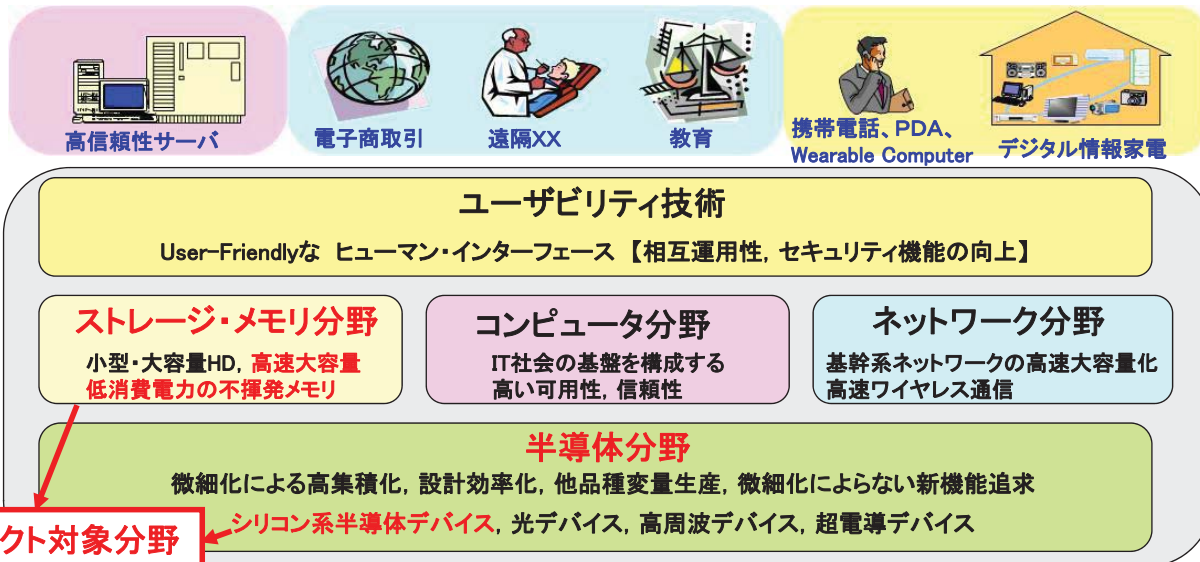 高信頼性サーバ
電子商取引
遠隔XX
教育
携帯電話、PDA、
Wearable Computer
デジタル情報家電
ユーザビリティ技術
User-Friendlyな ヒューマン・インターフェース 【相互運用性, セキュリティ機能の向上】
ストレージ・メモリ分野
小型・大容量HD, 高速大容量
低消費電力の不揮発メモリ
コンピュータ分野
IT社会の基盤を構成する
高い可用性, 信頼性
ネットワーク分野
基幹系ネットワークの高速大容量化
高速ワイヤレス通信
半導体分野
微細化による高集積化, 設計効率化, 他品種変量生産, 微細化によらない新機能追求
シリコン系半導体デバイス, 光デバイス, 高周波デバイス, 超電導デバイス
クト対象分野